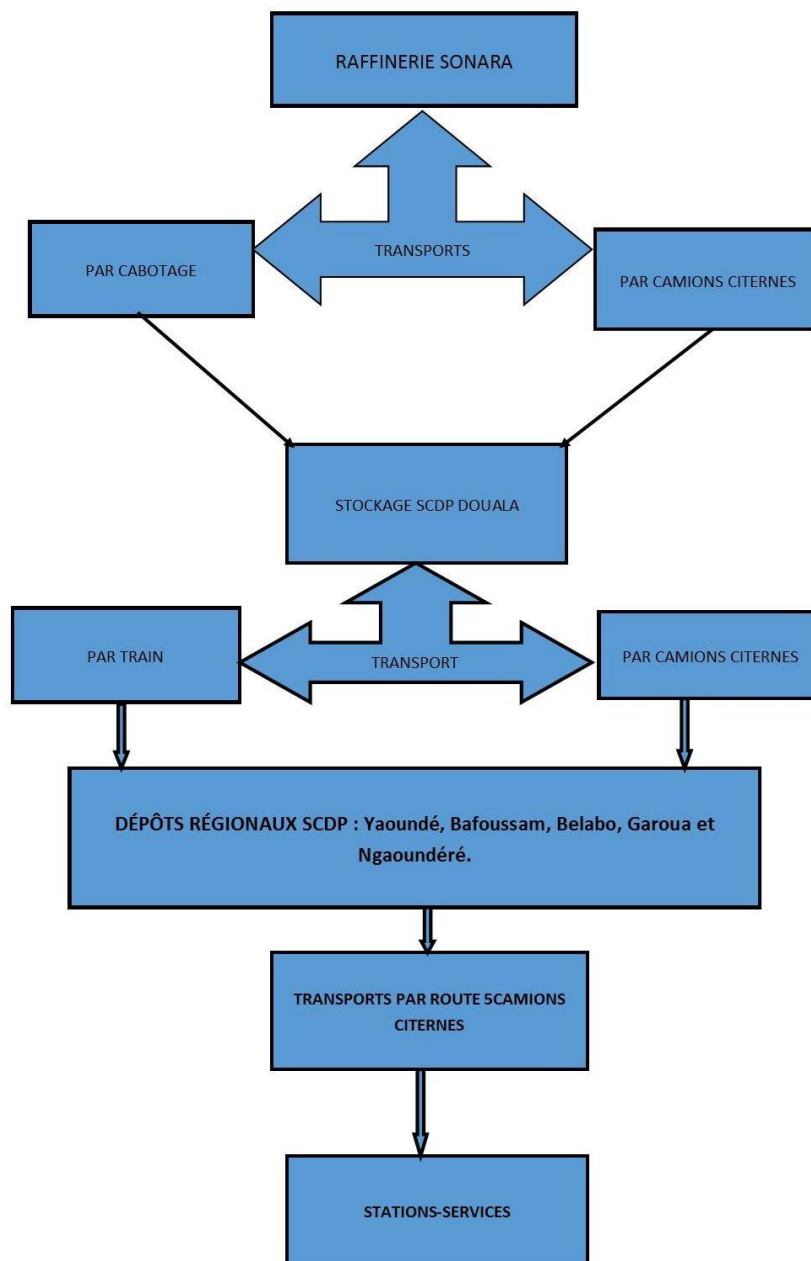 RAFFINERIE SONARA
TRANSPORTS
PAR CABOTAGE
PAR CAMIONS CITERNES
STOCKAGE SCDP DOUALA
PAR TRAIN
TRANSPORT
PAR CAMIONS CITERNES
DÉPÔTS RÉGIONAUX SCDP : Yaoundé, Bafoussam, Belabo, Garoua et
Ngaoundéré.
TRANSPORTS PAR ROUTE 5CAMIONS
CITERNES
STATIONS-SERVICES